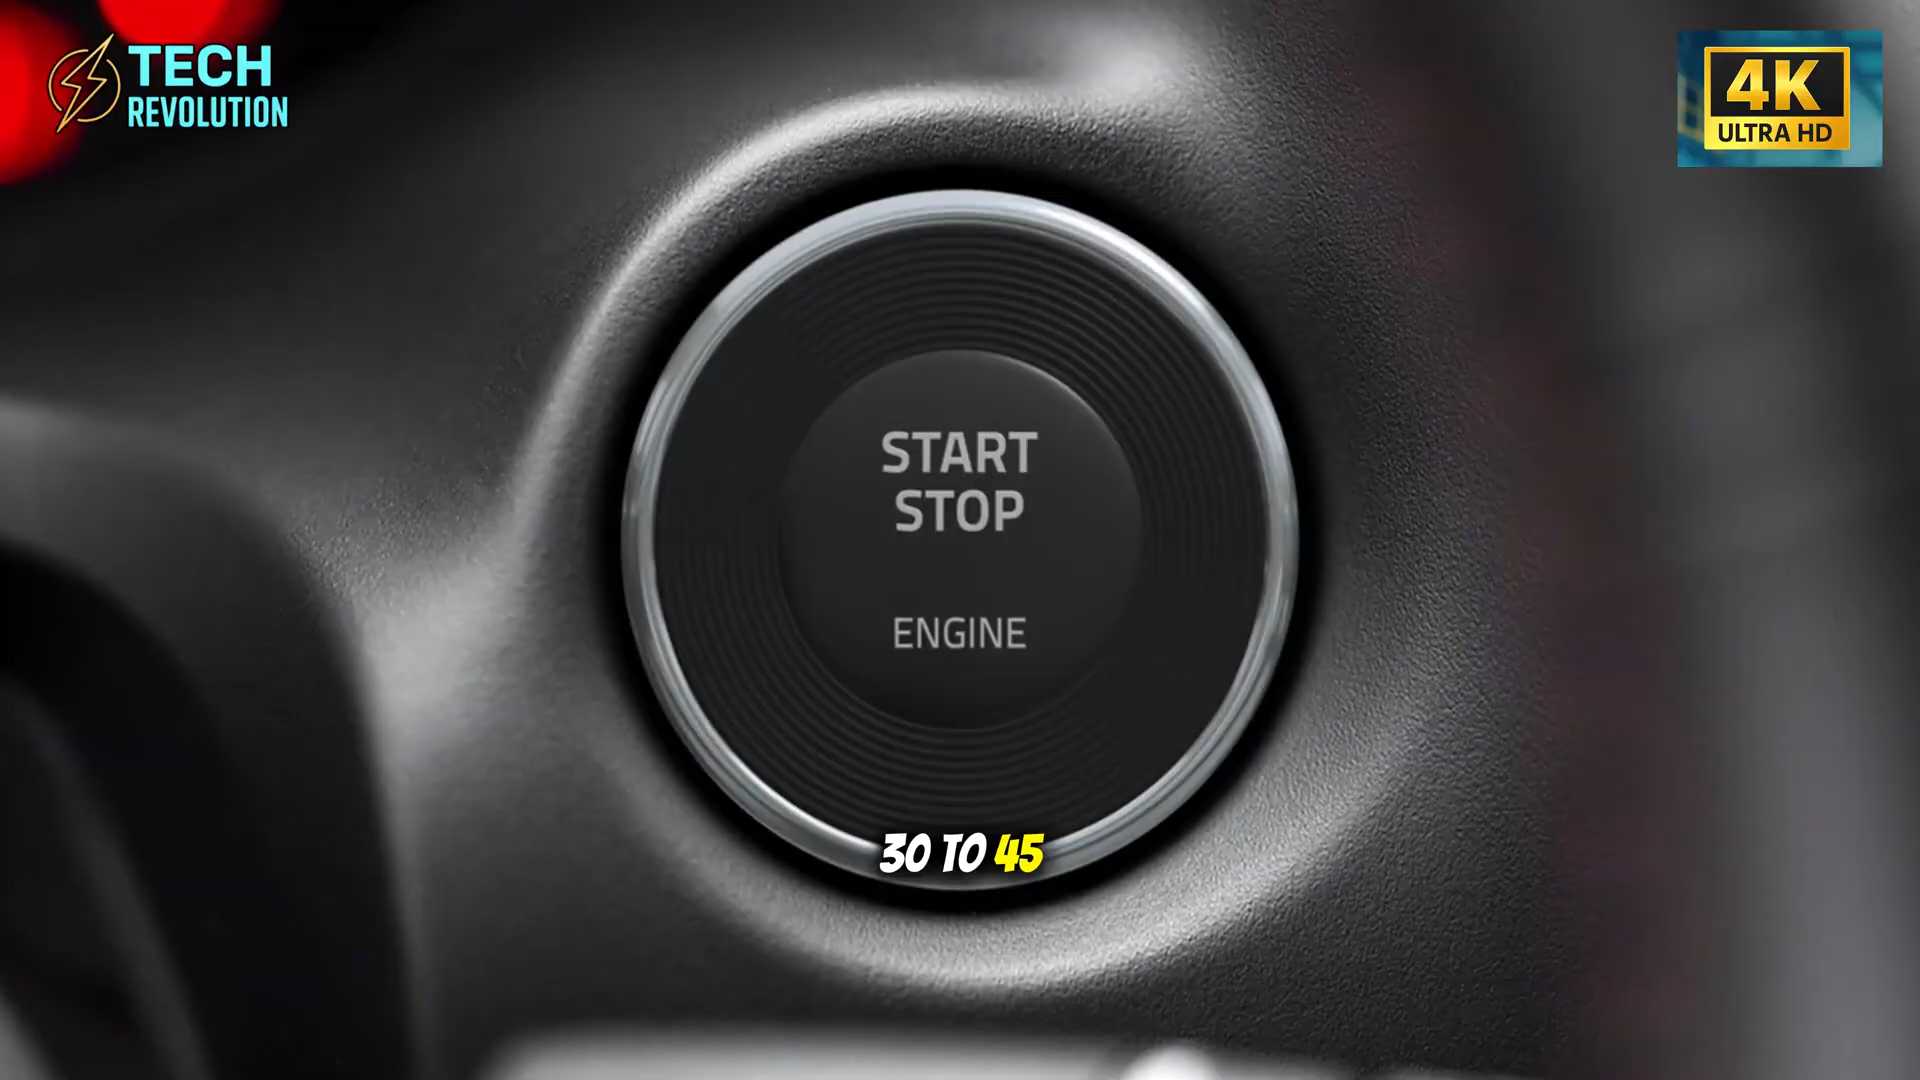 TECH
REVOLUTION
4K
ULTRA HD
START
STOP
ENGINE
30 TO 45